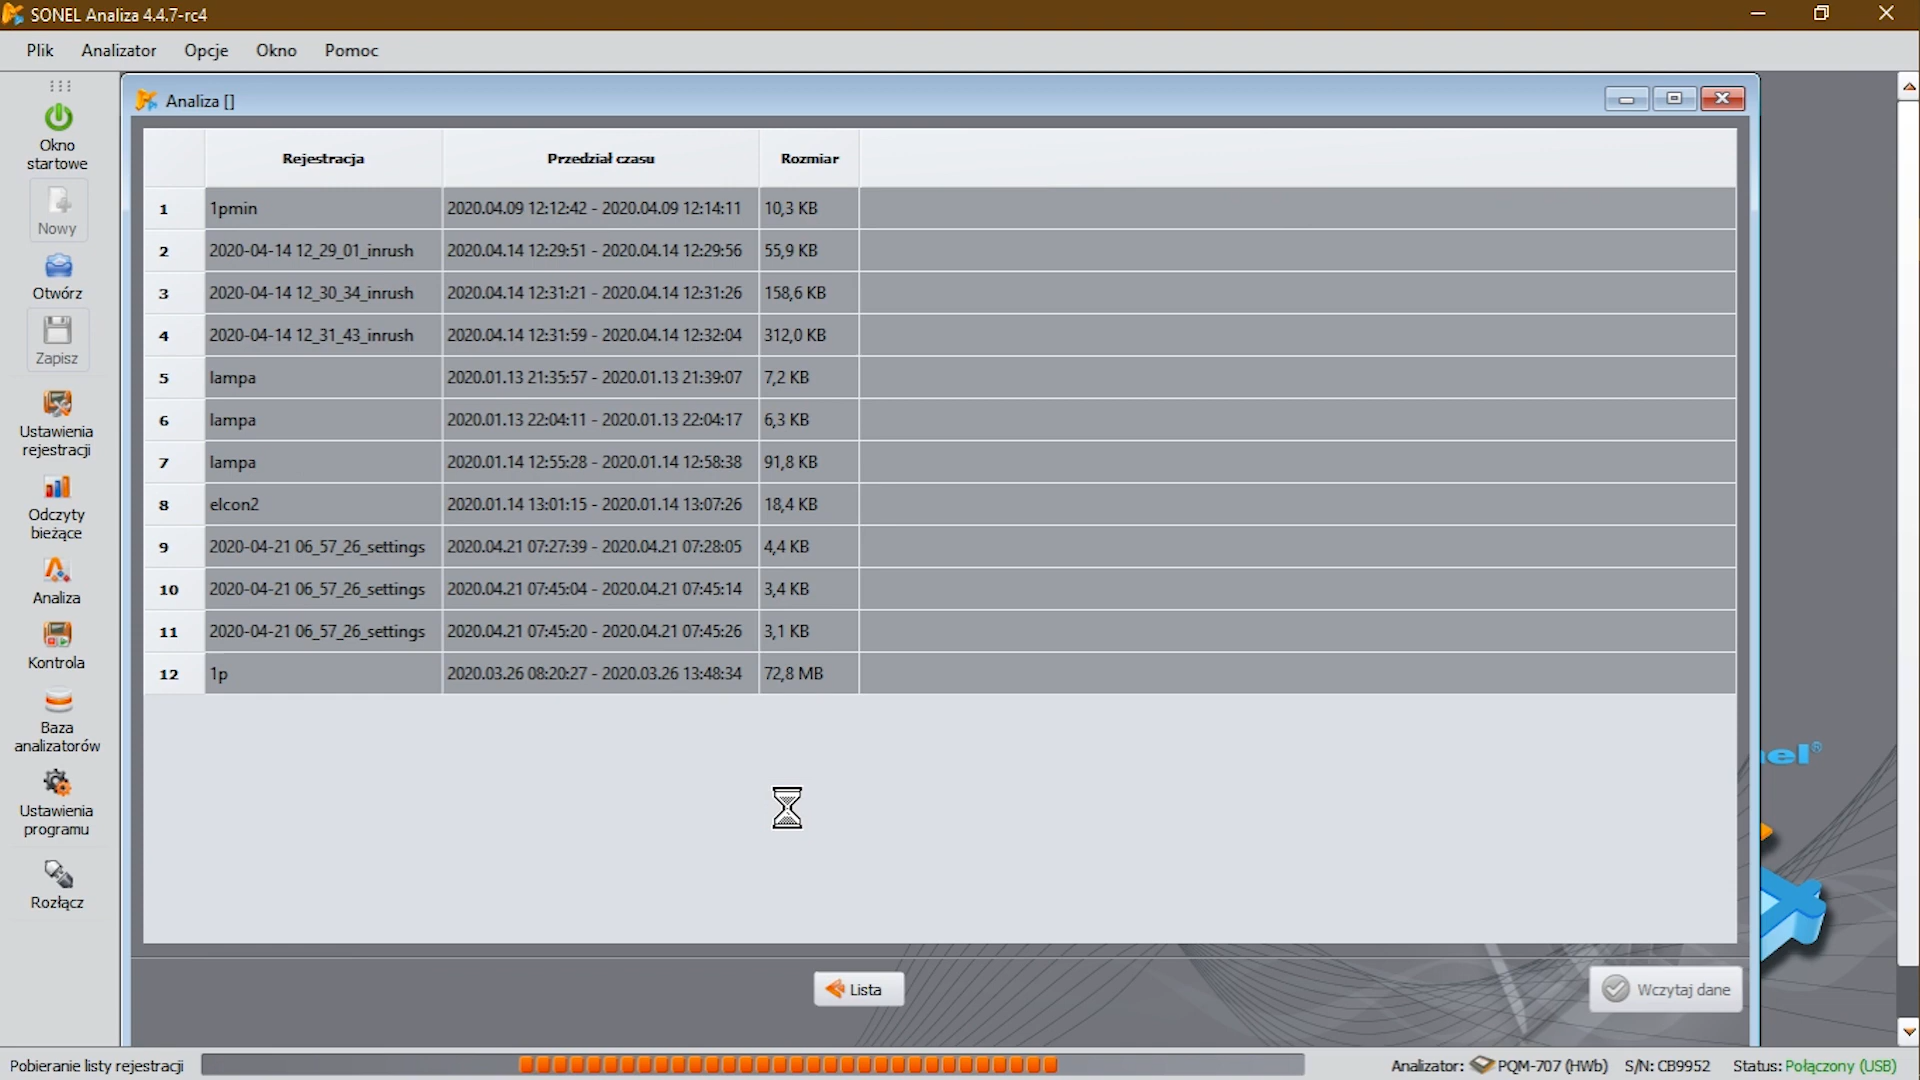 SONEL Analiza 4.4.7-rc4
Plik Analizator Opcje Okno Pomoc
Okno
startowe
Nowy
Otwórz
Zapisz
Ustawienia
rejestracji
Odczyty
bieżące
Analiza
Kontrola
Baza
analizatorów
Ustawienia
programu
Rozłącz
Analiza []
Rejestracja Przedział czasu Rozmiar
1 1pmin 2020.04.09 12:12:42 - 2020.04.09 12:14:11 10,3 KB
2 2020-04-14 12_29_01_inrush 2020.04.14 12:29:51 - 2020.04.14 12:29:56 55,9 KB
3 2020-04-14 12_30_34_inrush 2020.04.14 12:31:21 - 2020.04.14 12:31:26 158,6 KB
4 2020-04-14 12_31_43_inrush 2020.04.14 12:31:59 - 2020.04.14 12:32:04 312,0 KB
5 lampa 2020.01.13 21:35:57 - 2020.01.13 21:39:07 7,2 KB
6 lampa 2020.01.13 22:04:11 - 2020.01.13 22:04:17 6,3 KB
7 lampa 2020.01.14 12:55:28 - 2020.01.14 12:58:38 91,8 KB
8 elcon2 2020.01.14 13:01:15 - 2020.01.14 13:07:26 18,4 KB
9 2020-04-21 06_57_26_settings 2020.04.21 07:27:39 - 2020.04.21 07:28:05 4,4 KB
10 2020-04-21 06_57_26_settings 2020.04.21 07:45:04 - 2020.04.21 07:45:14 3,4 KB
11 2020-04-21 06_57_26_settings 2020.04.21 07:45:20 - 2020.04.21 07:45:26 3,1 KB
12 1p 2020.03.26 08:20:27 - 2020.03.26 13:48:34 72,8 MB
nel®
Lista Wczytaj dane
Pobieranie listy rejestracji Analizator: PQM-707 (HWb) S/N: CB9952 Status: Połączony (USB)